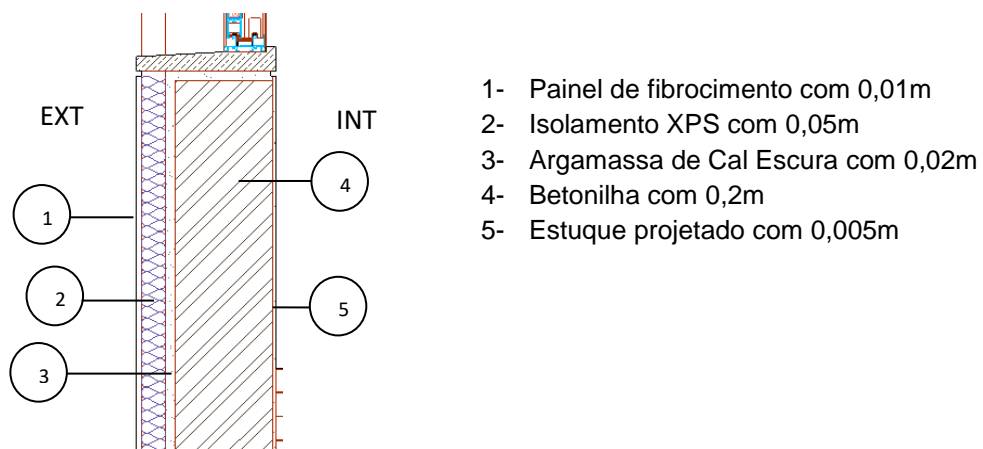 EXT
INT
1
2
3
4
5
1- Painel de fibrocimento com 0,01m
2- Isolamento XPS com 0,05m
3- Argamassa de Cal Escura com 0,02m
4- Betonilha com 0,2m
5- Estuque projetado com 0,005m